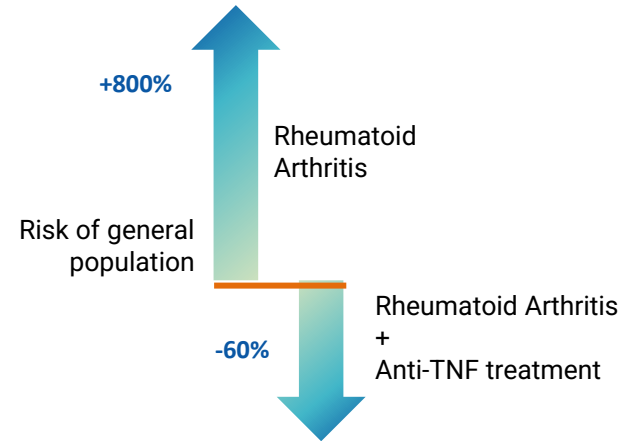 +800%
Rheumatoid
Arthritis
Risk of general
population
Rheumatoid Arthritis
+
Anti-TNF treatment
-60%